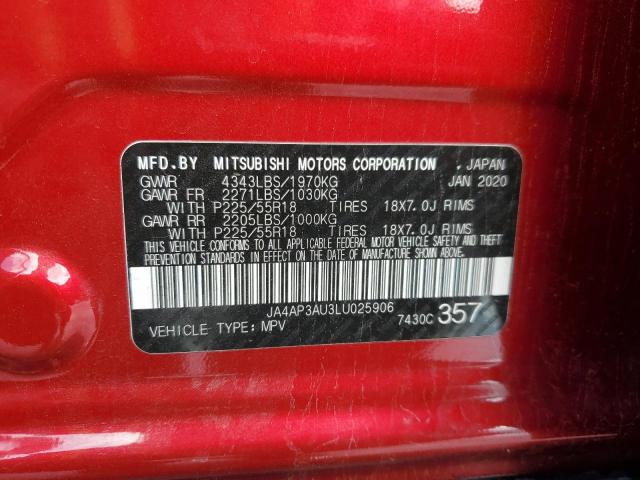 MFD.BY MITSUBISHI MOTORS CORPORATION , JAPAN
GVWR 4343LBS/1970KG JAN 2020
GAWR FR 2271LBS/1030KG
WITH P225/55R18 TIRES 18X7.0J RIMS
GAWR RR 2205LBS/1000KG
WITH P225/55R18 TIRES 18X7.0J RIMS
THIS VEHICLE CONFORMS TO ALL APPLICABLE FEDERAL MOTOR VEHICLE SAFETY AND THEFT
PREVENTION STANDARDS IN EFFECT ON THE DATE OF MANUFACTURE SHOWN ABOVE.
JA4AP3AU3LU025906
VEHICLE TYPE:MPV 7430C 357